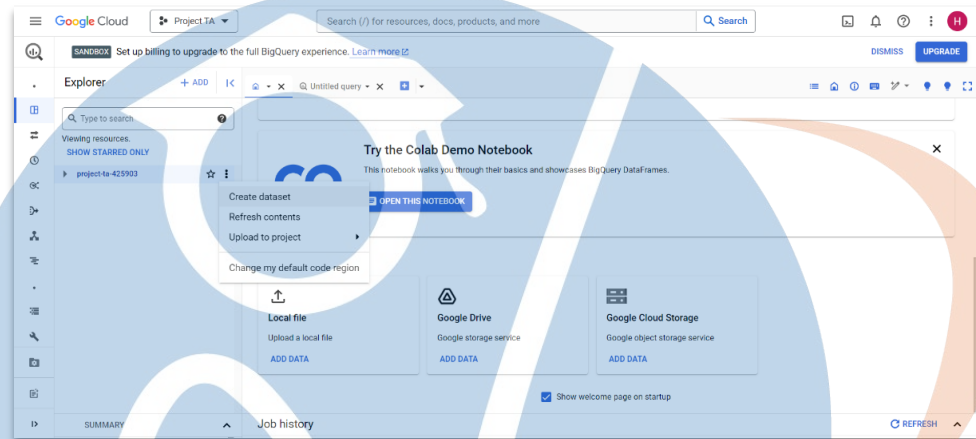 Google Cloud
Project TA
Search (/) for resources, docs, products, and more
Search
H
SANDBOX Set up billing to upgrade to the full BigQuery experience. Learn more
DISMISS
UPGRADE
Explorer
+ ADD
Untitled query
Type to search
Viewing resources.
SHOW STARRED ONLY
project-ta-425903
Create dataset
Refresh contents
Upload to project
Change my default code region
Try the Colab Demo Notebook
This notebook walks you through their basics and showcases BigQuery DataFrames.
OPEN THIS NOTEBOOK
Local file
Upload a local file
ADD DATA
Google Drive
Google storage service
ADD DATA
Google Cloud Storage
Google object storage service
ADD DATA
Show welcome page on startup
SUMMARY
Job history
REFRESH